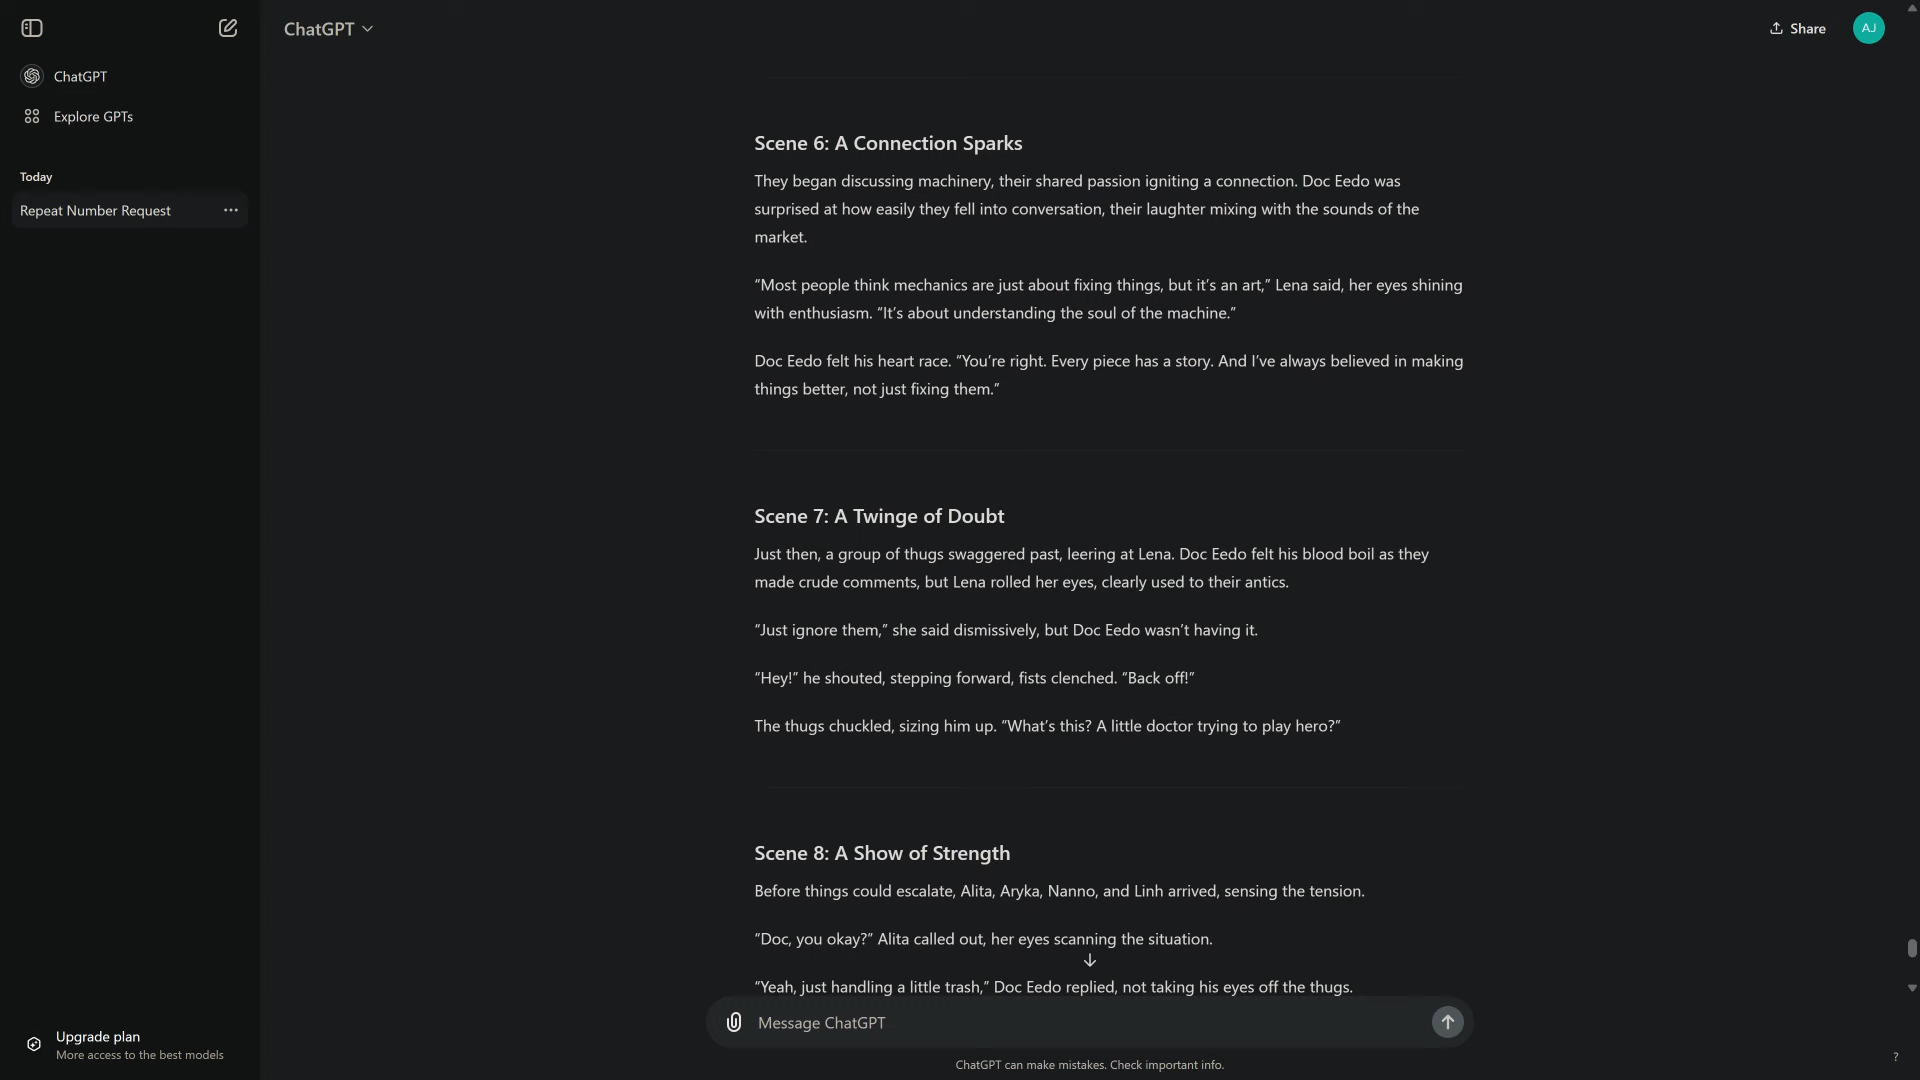 ChatGPT
Share
AJ
ChatGPT
Explore GPTs
Today
Repeat Number Request
Scene 6: A Connection Sparks
They began discussing machinery, their shared passion igniting a connection. Doc Eedo was
surprised at how easily they fell into conversation, their laughter mixing with the sounds of the
market.
“Most people think mechanics are just about fixing things, but it’s an art,” Lena said, her eyes shining
with enthusiasm. “It’s about understanding the soul of the machine.”
Doc Eedo felt his heart race. “You’re right. Every piece has a story. And I’ve always believed in making
things better, not just fixing them.”
Scene 7: A Twinge of Doubt
Just then, a group of thugs swaggered past, leering at Lena. Doc Eedo felt his blood boil as they
made crude comments, but Lena rolled her eyes, clearly used to their antics.
“Just ignore them,” she said dismissively, but Doc Eedo wasn’t having it.
“Hey!” he shouted, stepping forward, fists clenched. “Back off!”
The thugs chuckled, sizing him up. “What’s this? A little doctor trying to play hero?”
Scene 8: A Show of Strength
Before things could escalate, Alita, Aryka, Nanno, and Linh arrived, sensing the tension.
“Doc, you okay?” Alita called out, her eyes scanning the situation.
“Yeah, just handling a little trash,” Doc Eedo replied, not taking his eyes off the thugs.
Message ChatGPT
Upgrade plan
More access to the best models
ChatGPT can make mistakes. Check important info.
?